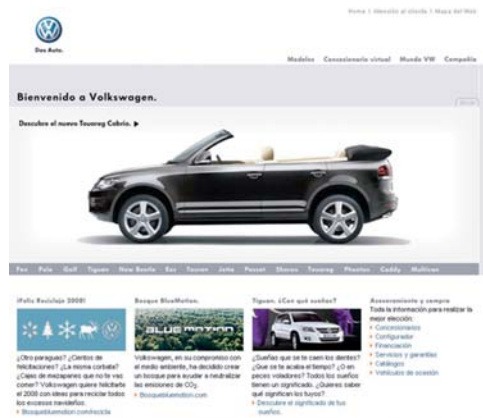 Home | Atención al cliente | Mapa del Web
Das Auto.
Modelos Concesionario virtual Mundo VW Compañía
Bienvenido a Volkswagen.
Descubre el nuevo Touareg Cabrio.
Fox Polo Golf Tiguan New Beetle Eos Touran Jetta Passat Sharan Touareg Phaeton Caddy Multivan
¡Feliz Reciclaje 2008!
¿Otro paraguas? ¿Cientos de
felicitaciones? ¿La misma corbata?
¿Cajas de mazapanes que no te vas
comer? Volkswagen quiere felicitarte
el 2008 con ideas para reciclar todos
los excesos navideños.
Bosquebluemotion.com/recicla
Bosque BlueMotion.
BLUE MOTION
Volkswagen, en su compromiso con
el medio ambiente, ha decidido crear
un bosque para ayudar a neutralizar
las emisiones de CO₂.
Bosquebluemotion.com
Tiguan. ¿Con qué sueñas?
¿Sueñas que se te caen los dientes?
¿Que se te acaba el tiempo? ¿O en
peces voladores? Todos los sueños
tienen un significado. ¿Quieres saber
qué significan los tuyos?
Descubre el significado de tus
sueños.
Asesoramiento y compra
Toda la información para realizar la
mejor elección:
Concesionarios
Configurador
Financiación
Servicios y garantías
Catálogos
Vehículos de ocasión